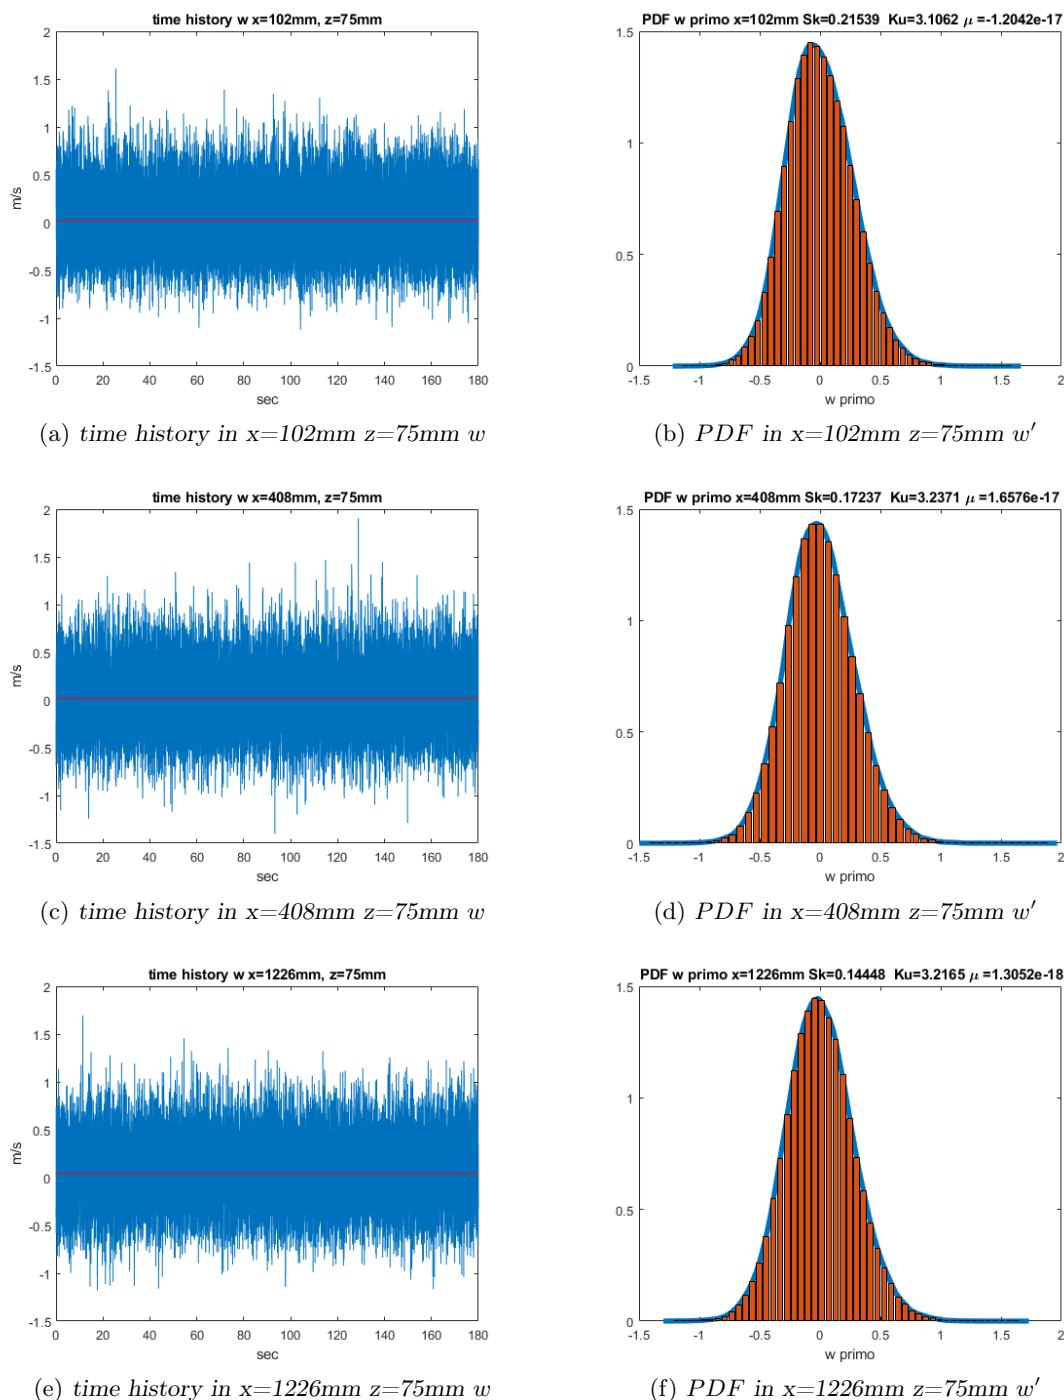 time history w x=102mm, z=75mm
2
1.5
1
0.5
0
-0.5
-1
-1.5
m/s
0 20 40 60 80 100 120 140 160 180
sec
(a) time history in x=102mm z=75mm w
PDF w primo x=102mm Sk=0.21539 Ku=3.1062 μ=-1.2042e-17
1.5
1
0.5
0
-1.5 -1 -0.5 0 0.5 1 1.5 2
w primo
(b) PDF in x=102mm z=75mm w′
time history w x=408mm, z=75mm
2
1.5
1
0.5
0
-0.5
-1
-1.5
m/s
0 20 40 60 80 100 120 140 160 180
sec
(c) time history in x=408mm z=75mm w
PDF w primo x=408mm Sk=0.17237 Ku=3.2371 μ=1.6576e-17
1.5
1
0.5
0
-1.5 -1 -0.5 0 0.5 1 1.5 2
w primo
(d) PDF in x=408mm z=75mm w′
time history w x=1226mm, z=75mm
2
1.5
1
0.5
0
-0.5
-1
-1.5
m/s
0 20 40 60 80 100 120 140 160 180
sec
(e) time history in x=1226mm z=75mm w
PDF w primo x=1226mm Sk=0.14448 Ku=3.2165 μ=1.3052e-18
1.5
1
0.5
0
-1.5 -1 -0.5 0 0.5 1 1.5 2
w primo
(f) PDF in x=1226mm z=75mm w′